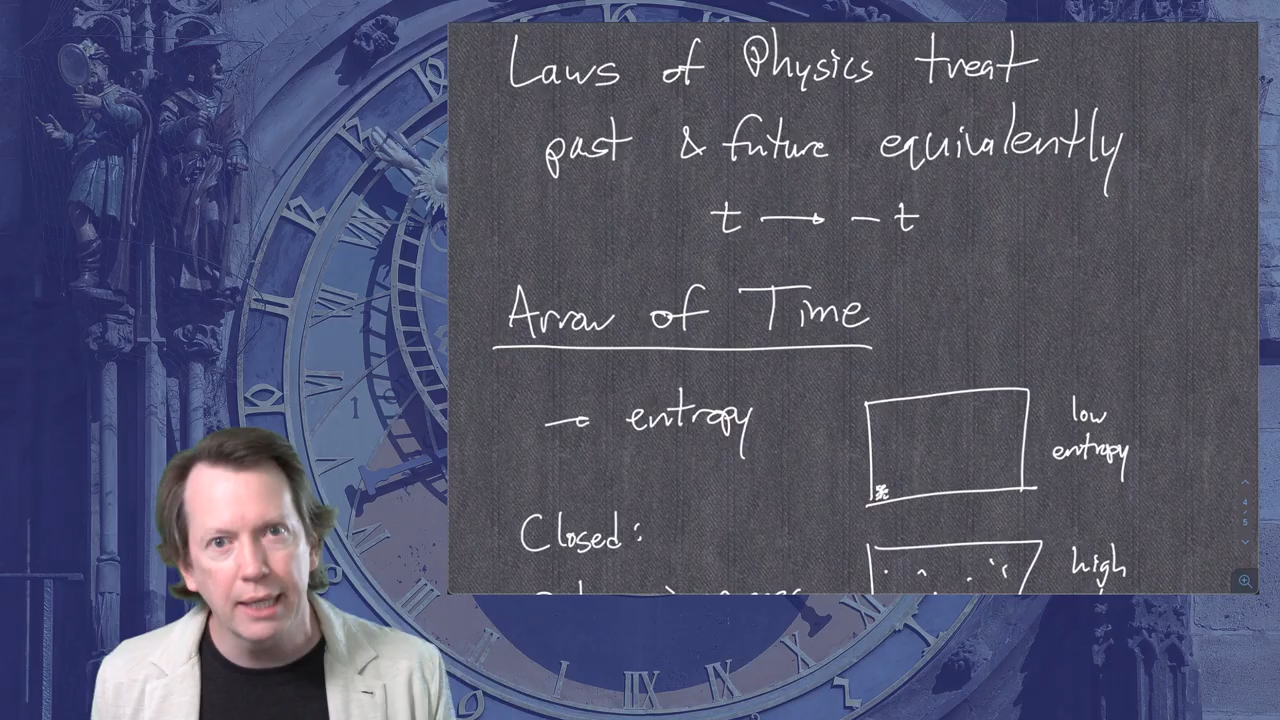 Laws of Physics treat
past & future equivalently
t → − t
Arrow of Time
→ entropy
low
entropy
Closed:
high